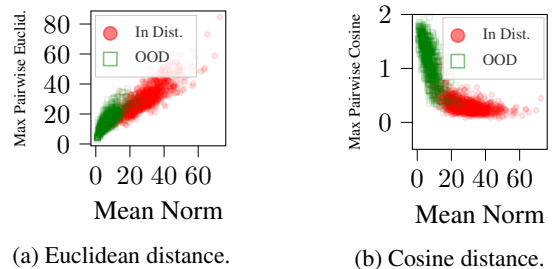 Max Pairwise Euclid.
80
60
40
20
0
In Dist.
OOD
0 20 40 60
Mean Norm
(a) Euclidean distance.
Max Pairwise Cosine
2
1
0
In Dist.
OOD
0 20 40 60
Mean Norm
(b) Cosine distance.